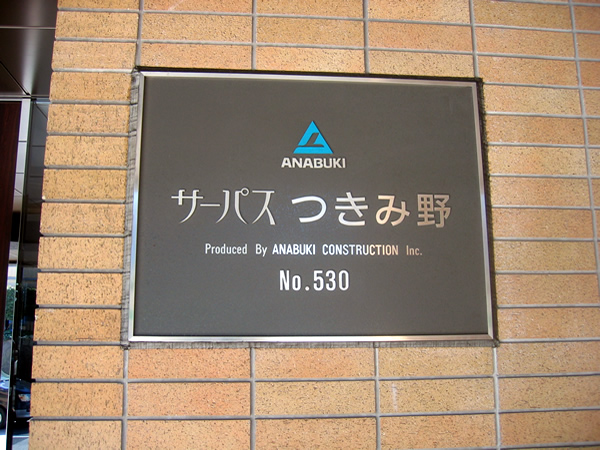 ANABUKI
サーパス つきみ野
Produced By ANABUKI CONSTRUCTION Inc.
No.530